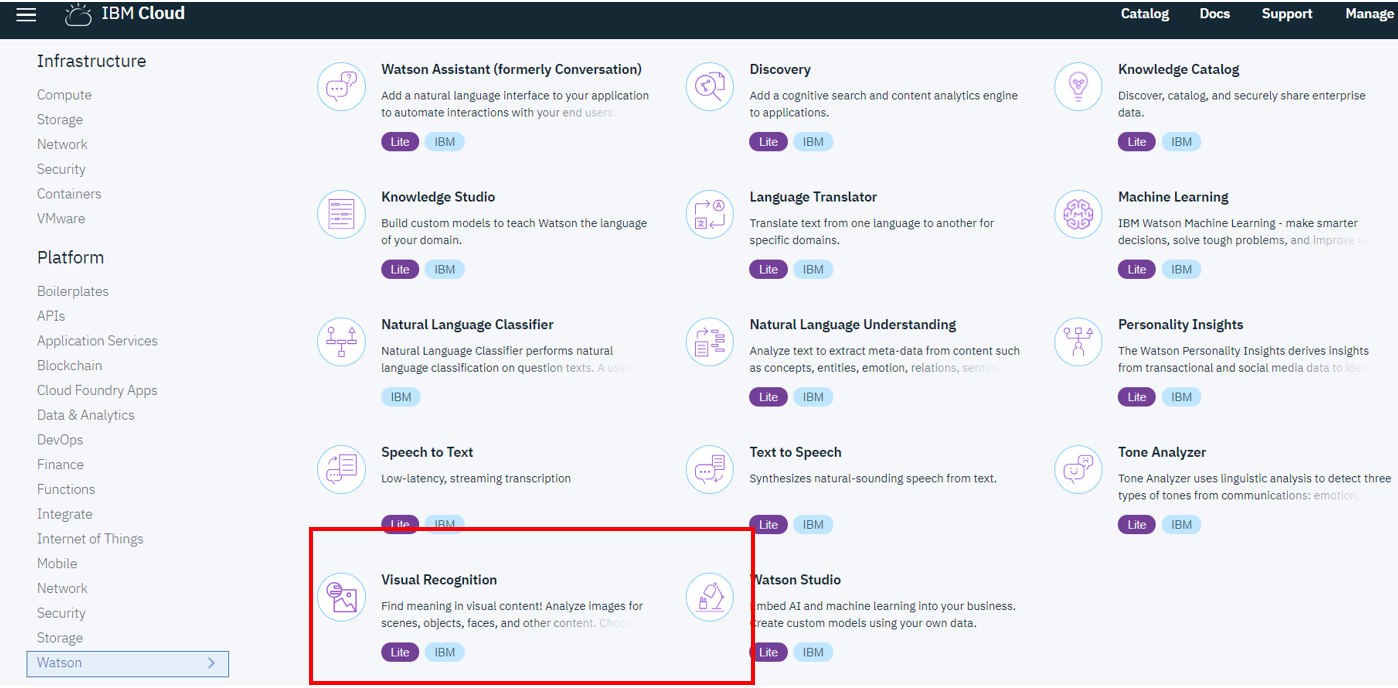 IBM Cloud
Catalog Docs Support Manage
Infrastructure
Compute
Storage
Network
Security
Containers
VMware
Platform
Boilerplates
APIs
Application Services
Blockchain
Cloud Foundry Apps
Data & Analytics
DevOps
Finance
Functions
Integrate
Internet of Things
Mobile
Network
Security
Storage
Watson
Watson Assistant (formerly Conversation)
Add a natural language interface to your application
to automate interactions with your end users.
Lite IBM
Discovery
Add a cognitive search and content analytics engine
to applications.
Lite IBM
Knowledge Catalog
Discover, catalog, and securely share enterprise
data.
Lite IBM
Knowledge Studio
Build custom models to teach Watson the language
of your domain.
Lite IBM
Language Translator
Translate text from one language to another for
specific domains.
Lite IBM
Machine Learning
IBM Watson Machine Learning - make smarter
decisions, solve tough problems, and improve
Lite IBM
Natural Language Classifier
Natural Language Classifier performs natural
language classification on question texts. A user
IBM
Natural Language Understanding
Analyze text to extract meta-data from content such
as concepts, entities, emotion, relations,
Lite IBM
Personality Insights
The Watson Personality Insights derives insights
from transactional and social media data to
Lite IBM
Speech to Text
Low-latency, streaming transcription
Lite IBM
Text to Speech
Synthesizes natural-sounding speech from text.
Lite IBM
Tone Analyzer
Tone Analyzer uses linguistic analysis to detect three
types of tones from communications: emotion,
Lite IBM
Visual Recognition
Find meaning in visual content! Analyze images for
scenes, objects, faces, and other content.
Lite IBM
Watson Studio
Embed AI and machine learning into your business.
Create custom models using your own data.
Lite IBM